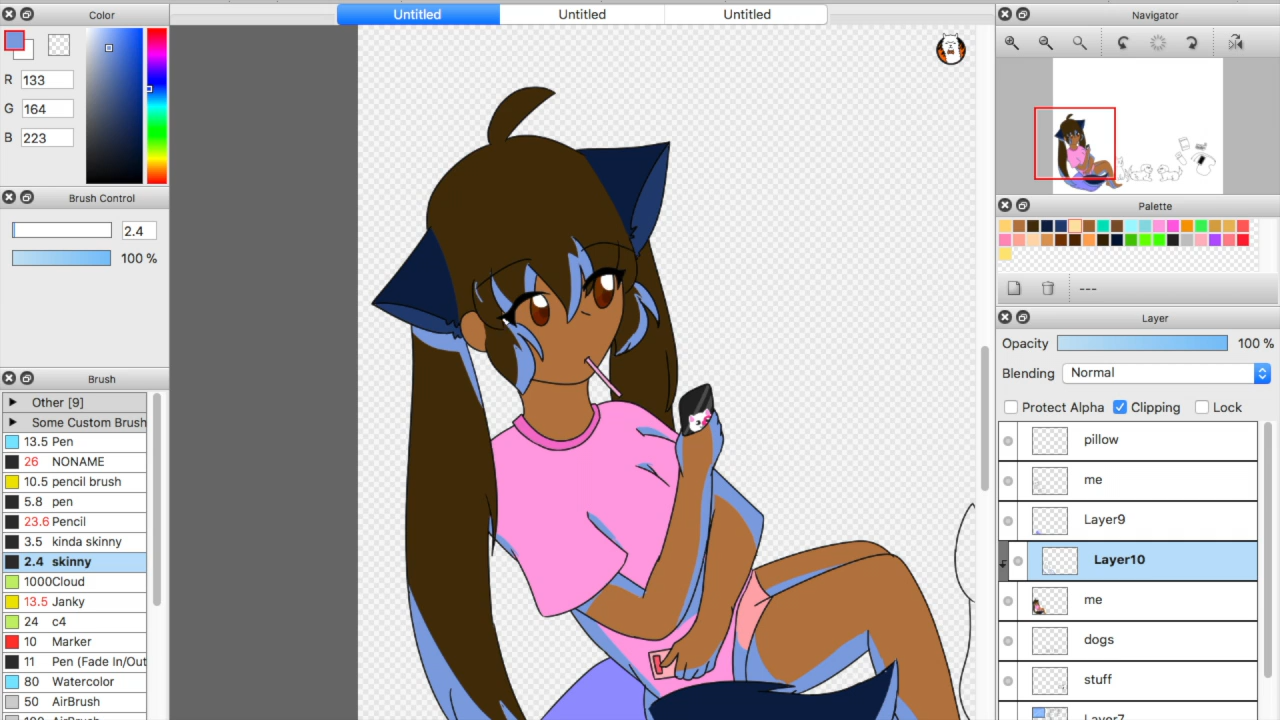 Color
Untitled
Untitled
Untitled
Navigator
R 133
G 164
B 223
Brush Control
2.4
100 %
Palette
---
Layer
Opacity 100 %
Blending Normal
Protect Alpha Clipping Lock
Brush
Other [9]
Some Custom Brush
13.5 Pen
26 NONAME
10.5 pencil brush
5.8 pen
23.6 Pencil
3.5 kinda skinny
2.4 skinny
1000 Cloud
13.5 Janky
24 c4
10 Marker
11 Pen (Fade In/Out
80 Watercolor
50 AirBrush
100 AirBrush
pillow
me
Layer9
Layer10
me
dogs
stuff
Layer7